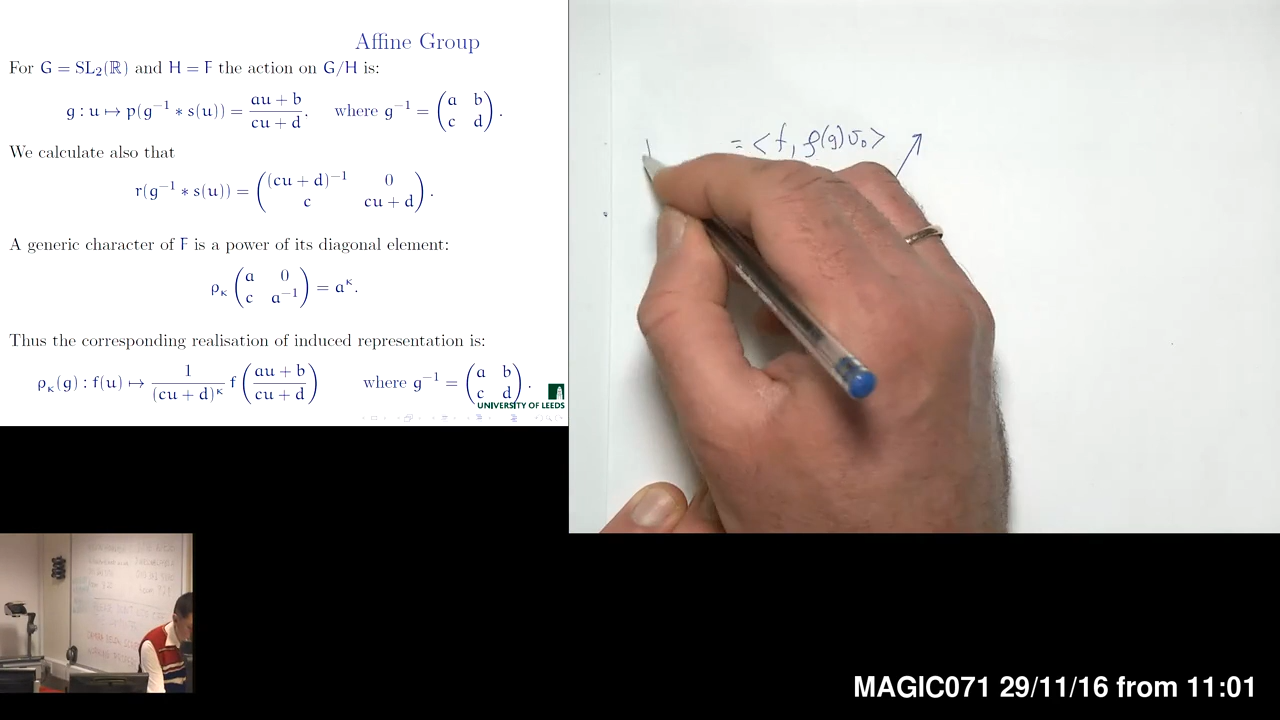 Affine Group
For G = SL₂(ℝ) and H = F the action on G/H is:
g : u ↦ p(g⁻¹ * s(u)) = (au + b)/(cu + d), where g⁻¹ = (a b; c d).
We calculate also that
r(g⁻¹ * s(u)) = ((cu + d)⁻¹ 0; c cu + d).
A generic character of F is a power of its diagonal element:
ρ_κ (a 0; c a⁻¹) = a^κ.
Thus the corresponding realisation of induced representation is:
ρ_κ(g) : f(u) ↦ 1/(cu + d)^κ f((au + b)/(cu + d)) where g⁻¹ = (a b; c d).
UNIVERSITY OF LEEDS
= <f, ρ(g)v₀>
MAGIC071 29/11/16 from 11:01